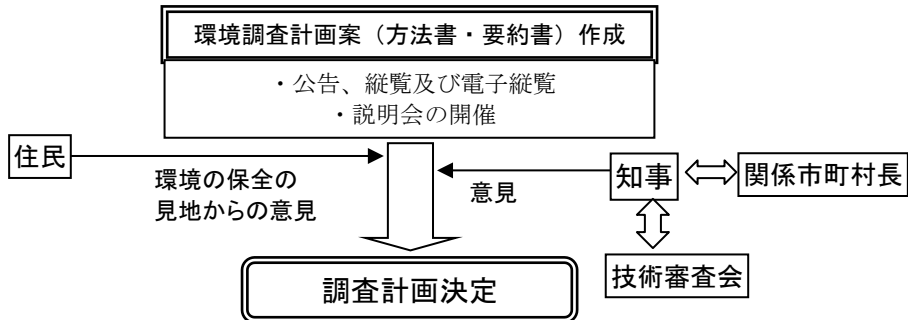 環境調査計画案（方法書・要約書）作成
・公告、縦覧及び電子縦覧
・説明会の開催
住民
環境の保全の
見地からの意見
意見
知事
関係市町村長
技術審査会
調査計画決定